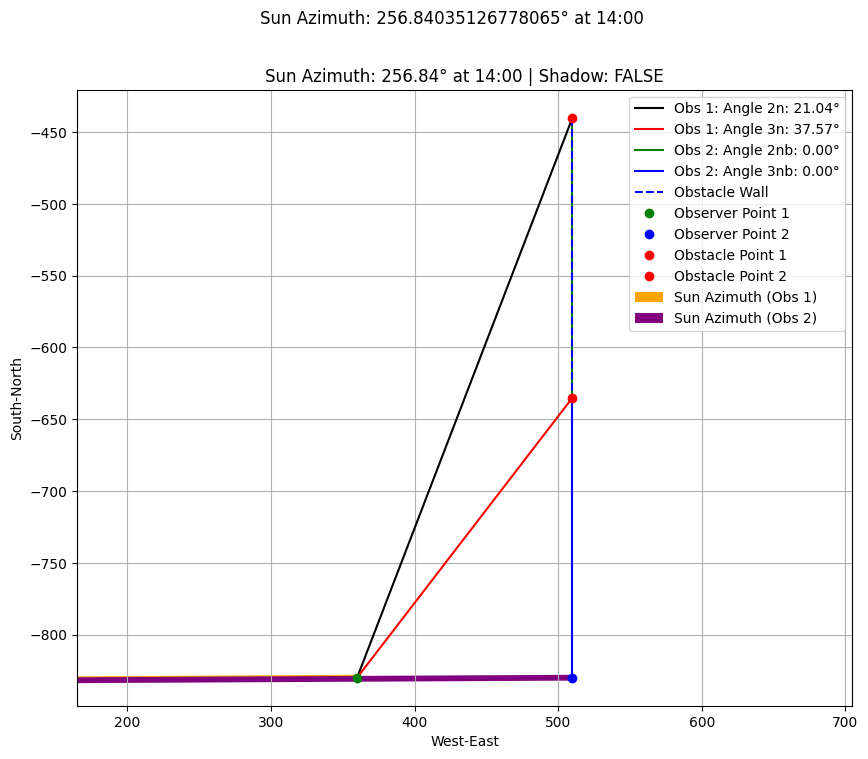 Sun Azimuth: 256.84035126778065° at 14:00
Sun Azimuth: 256.84° at 14:00 | Shadow: FALSE
Obs 1: Angle 2n: 21.04°
Obs 1: Angle 3n: 37.57°
Obs 2: Angle 2nb: 0.00°
Obs 2: Angle 3nb: 0.00°
Obstacle Wall
Observer Point 1
Observer Point 2
Obstacle Point 1
Obstacle Point 2
Sun Azimuth (Obs 1)
Sun Azimuth (Obs 2)
South-North
−450
−500
−550
−600
−650
−700
−750
−800
200
300
400
500
600
700
West-East